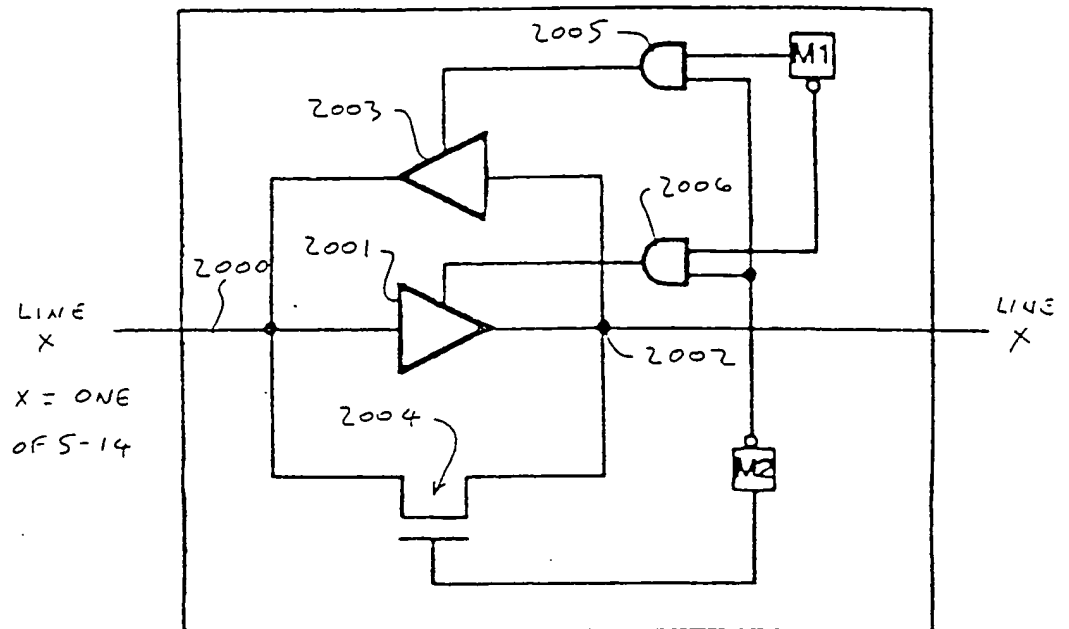 2005
M1
2003
2006
2001
2000
LINE
X
LINE
X
2002
X = ONE
OF 5-14
2004
M2